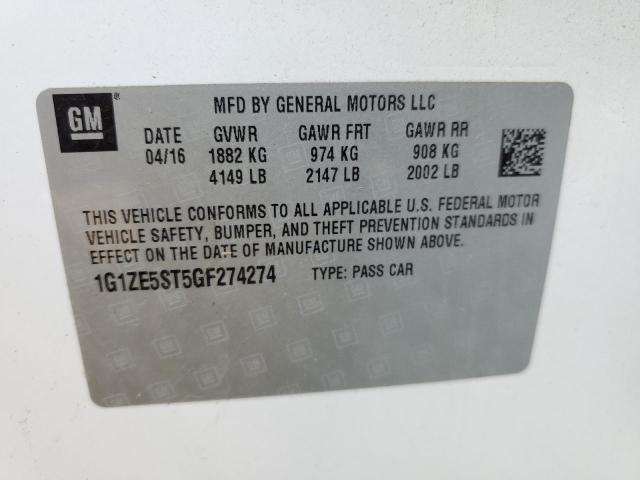 GM®
MFD BY GENERAL MOTORS LLC
DATE GVWR GAWR FRT GAWR RR
04/16 1882 KG 974 KG 908 KG
4149 LB 2147 LB 2002 LB
THIS VEHICLE CONFORMS TO ALL APPLICABLE U.S. FEDERAL MOTOR
VEHICLE SAFETY, BUMPER, AND THEFT PREVENTION STANDARDS IN
EFFECT ON THE DATE OF MANUFACTURE SHOWN ABOVE.
1G1ZE5ST5GF274274 TYPE: PASS CAR